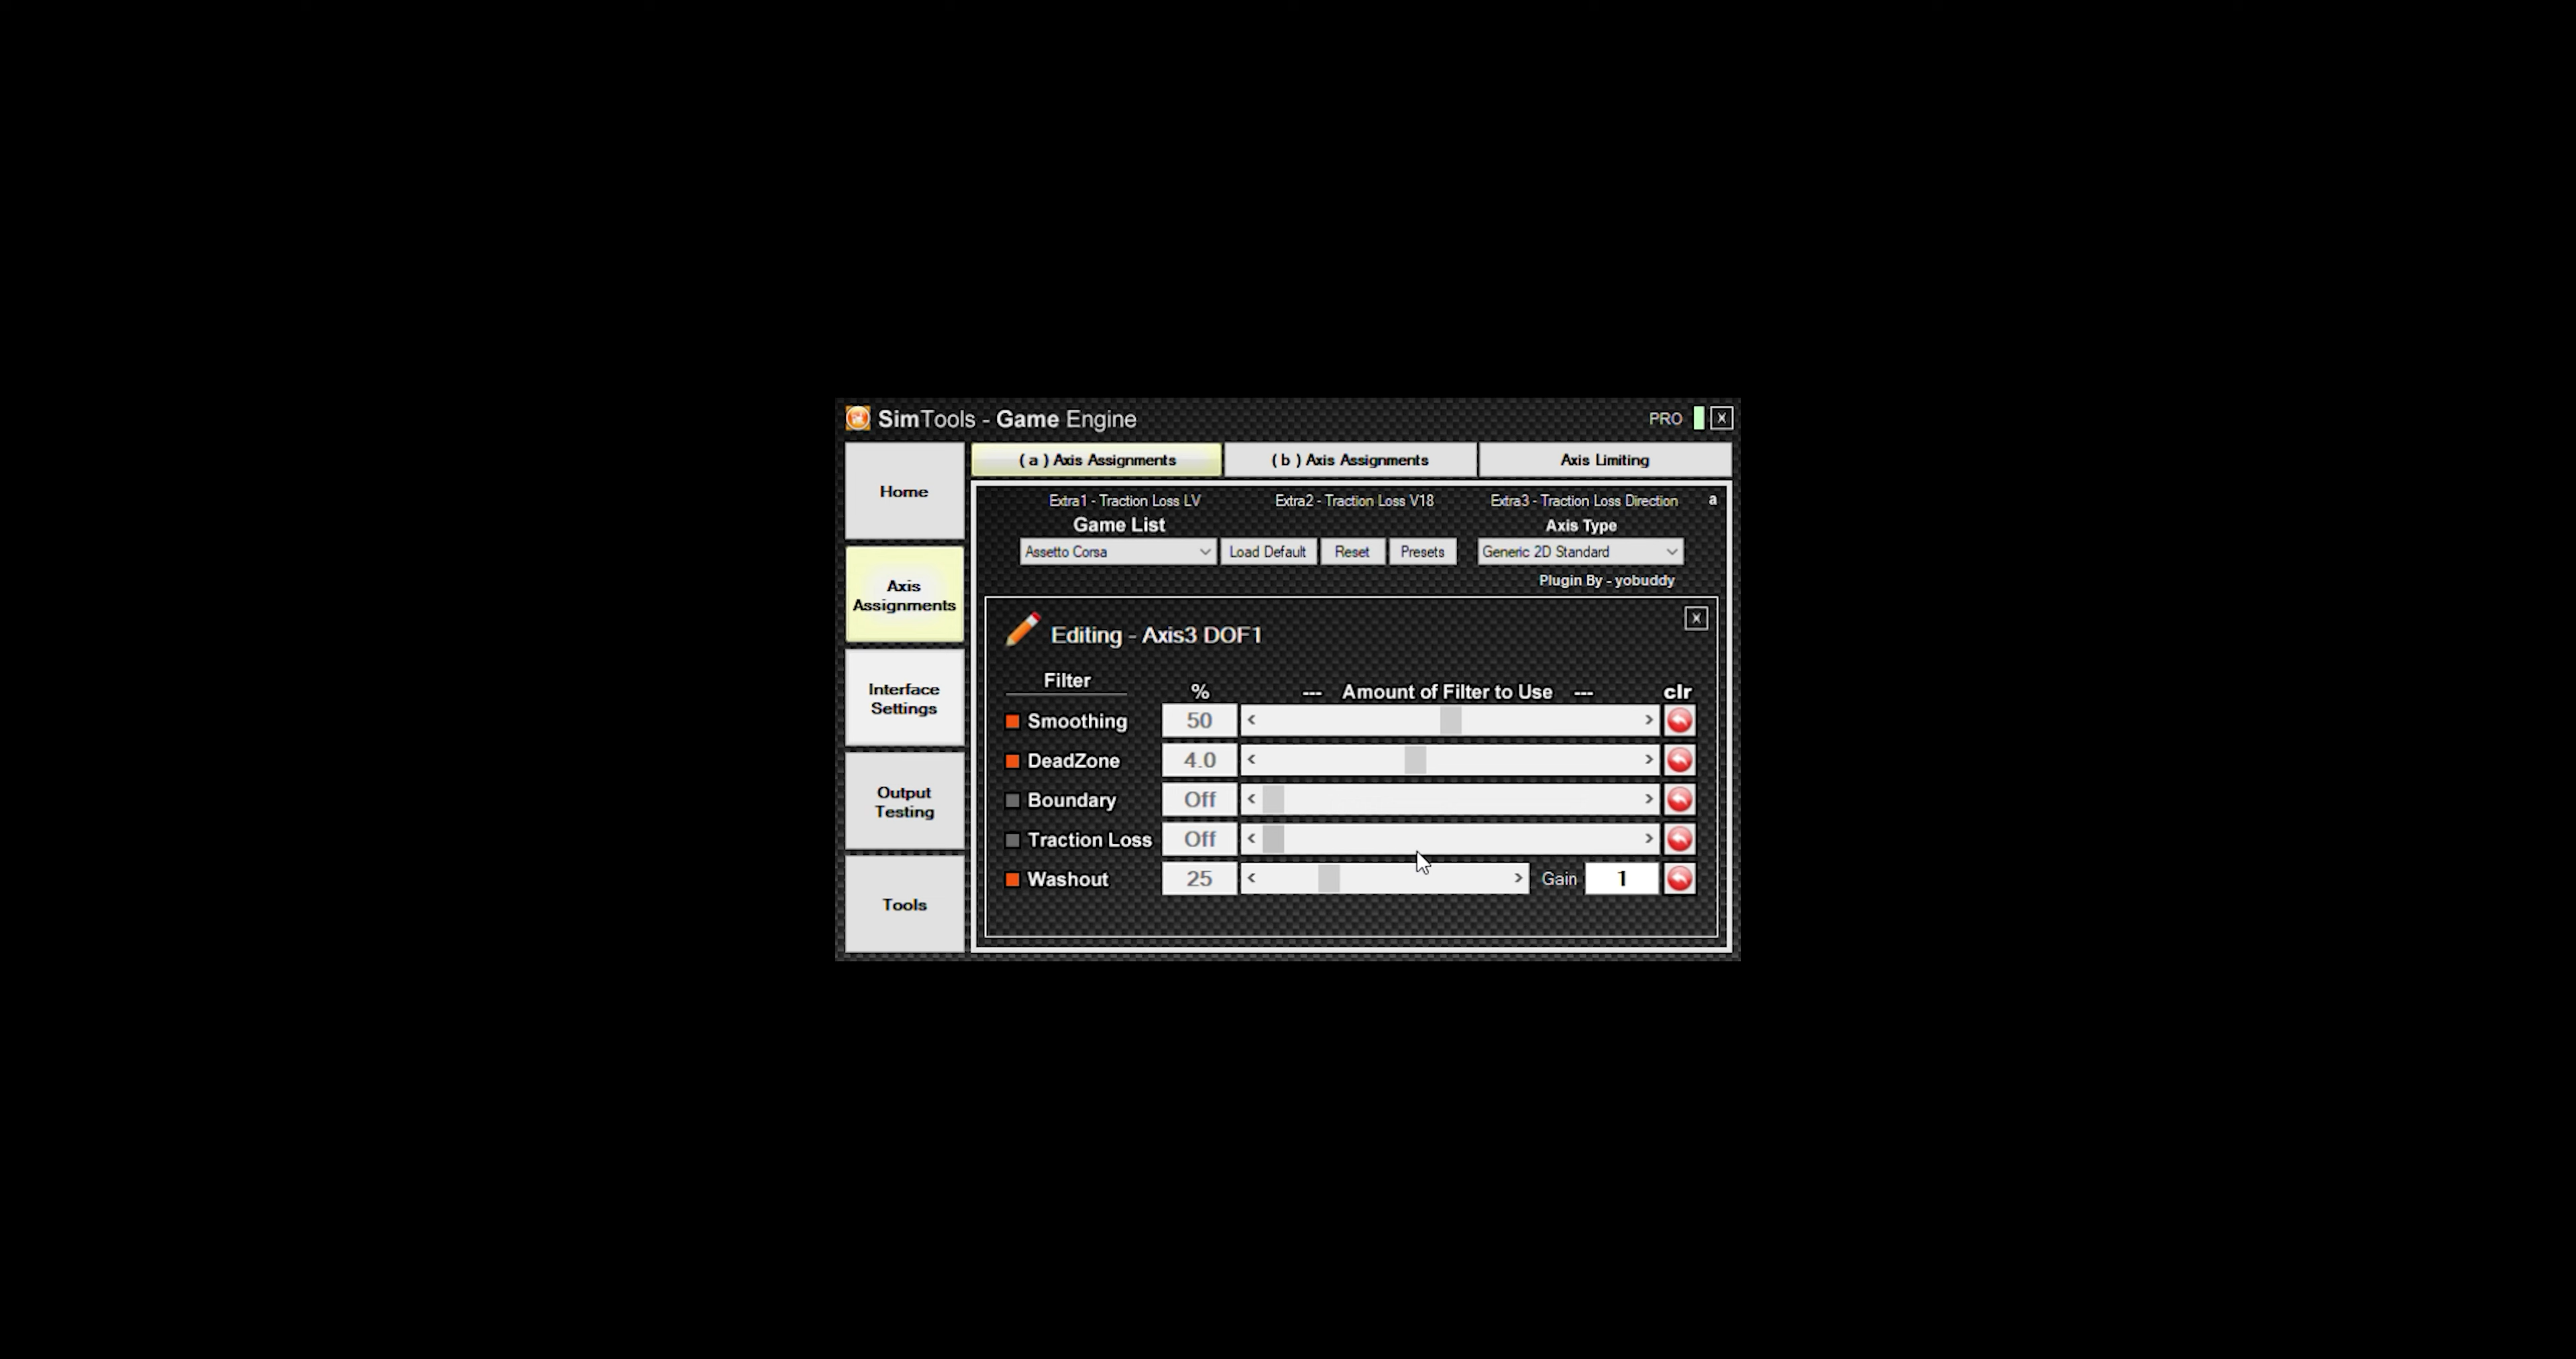 SimTools - Game Engine
PRO
X
Home
Axis Assignments
Interface Settings
Output Testing
Tools
( a ) Axis Assignments
( b ) Axis Assignments
Axis Limiting
Extra1 - Traction Loss LV
Extra2 - Traction Loss V18
Extra3 - Traction Loss Direction
a
Game List
Axis Type
Assetto Corsa
Load Default
Reset
Presets
Generic 2D Standard
Plugin By - yobuddy
X
Editing - Axis3 DOF1
Filter
%
--- Amount of Filter to Use ---
clr
Smoothing 50 < >
DeadZone 4.0 < >
Boundary Off < >
Traction Loss Off < >
Washout 25 < > Gain 1